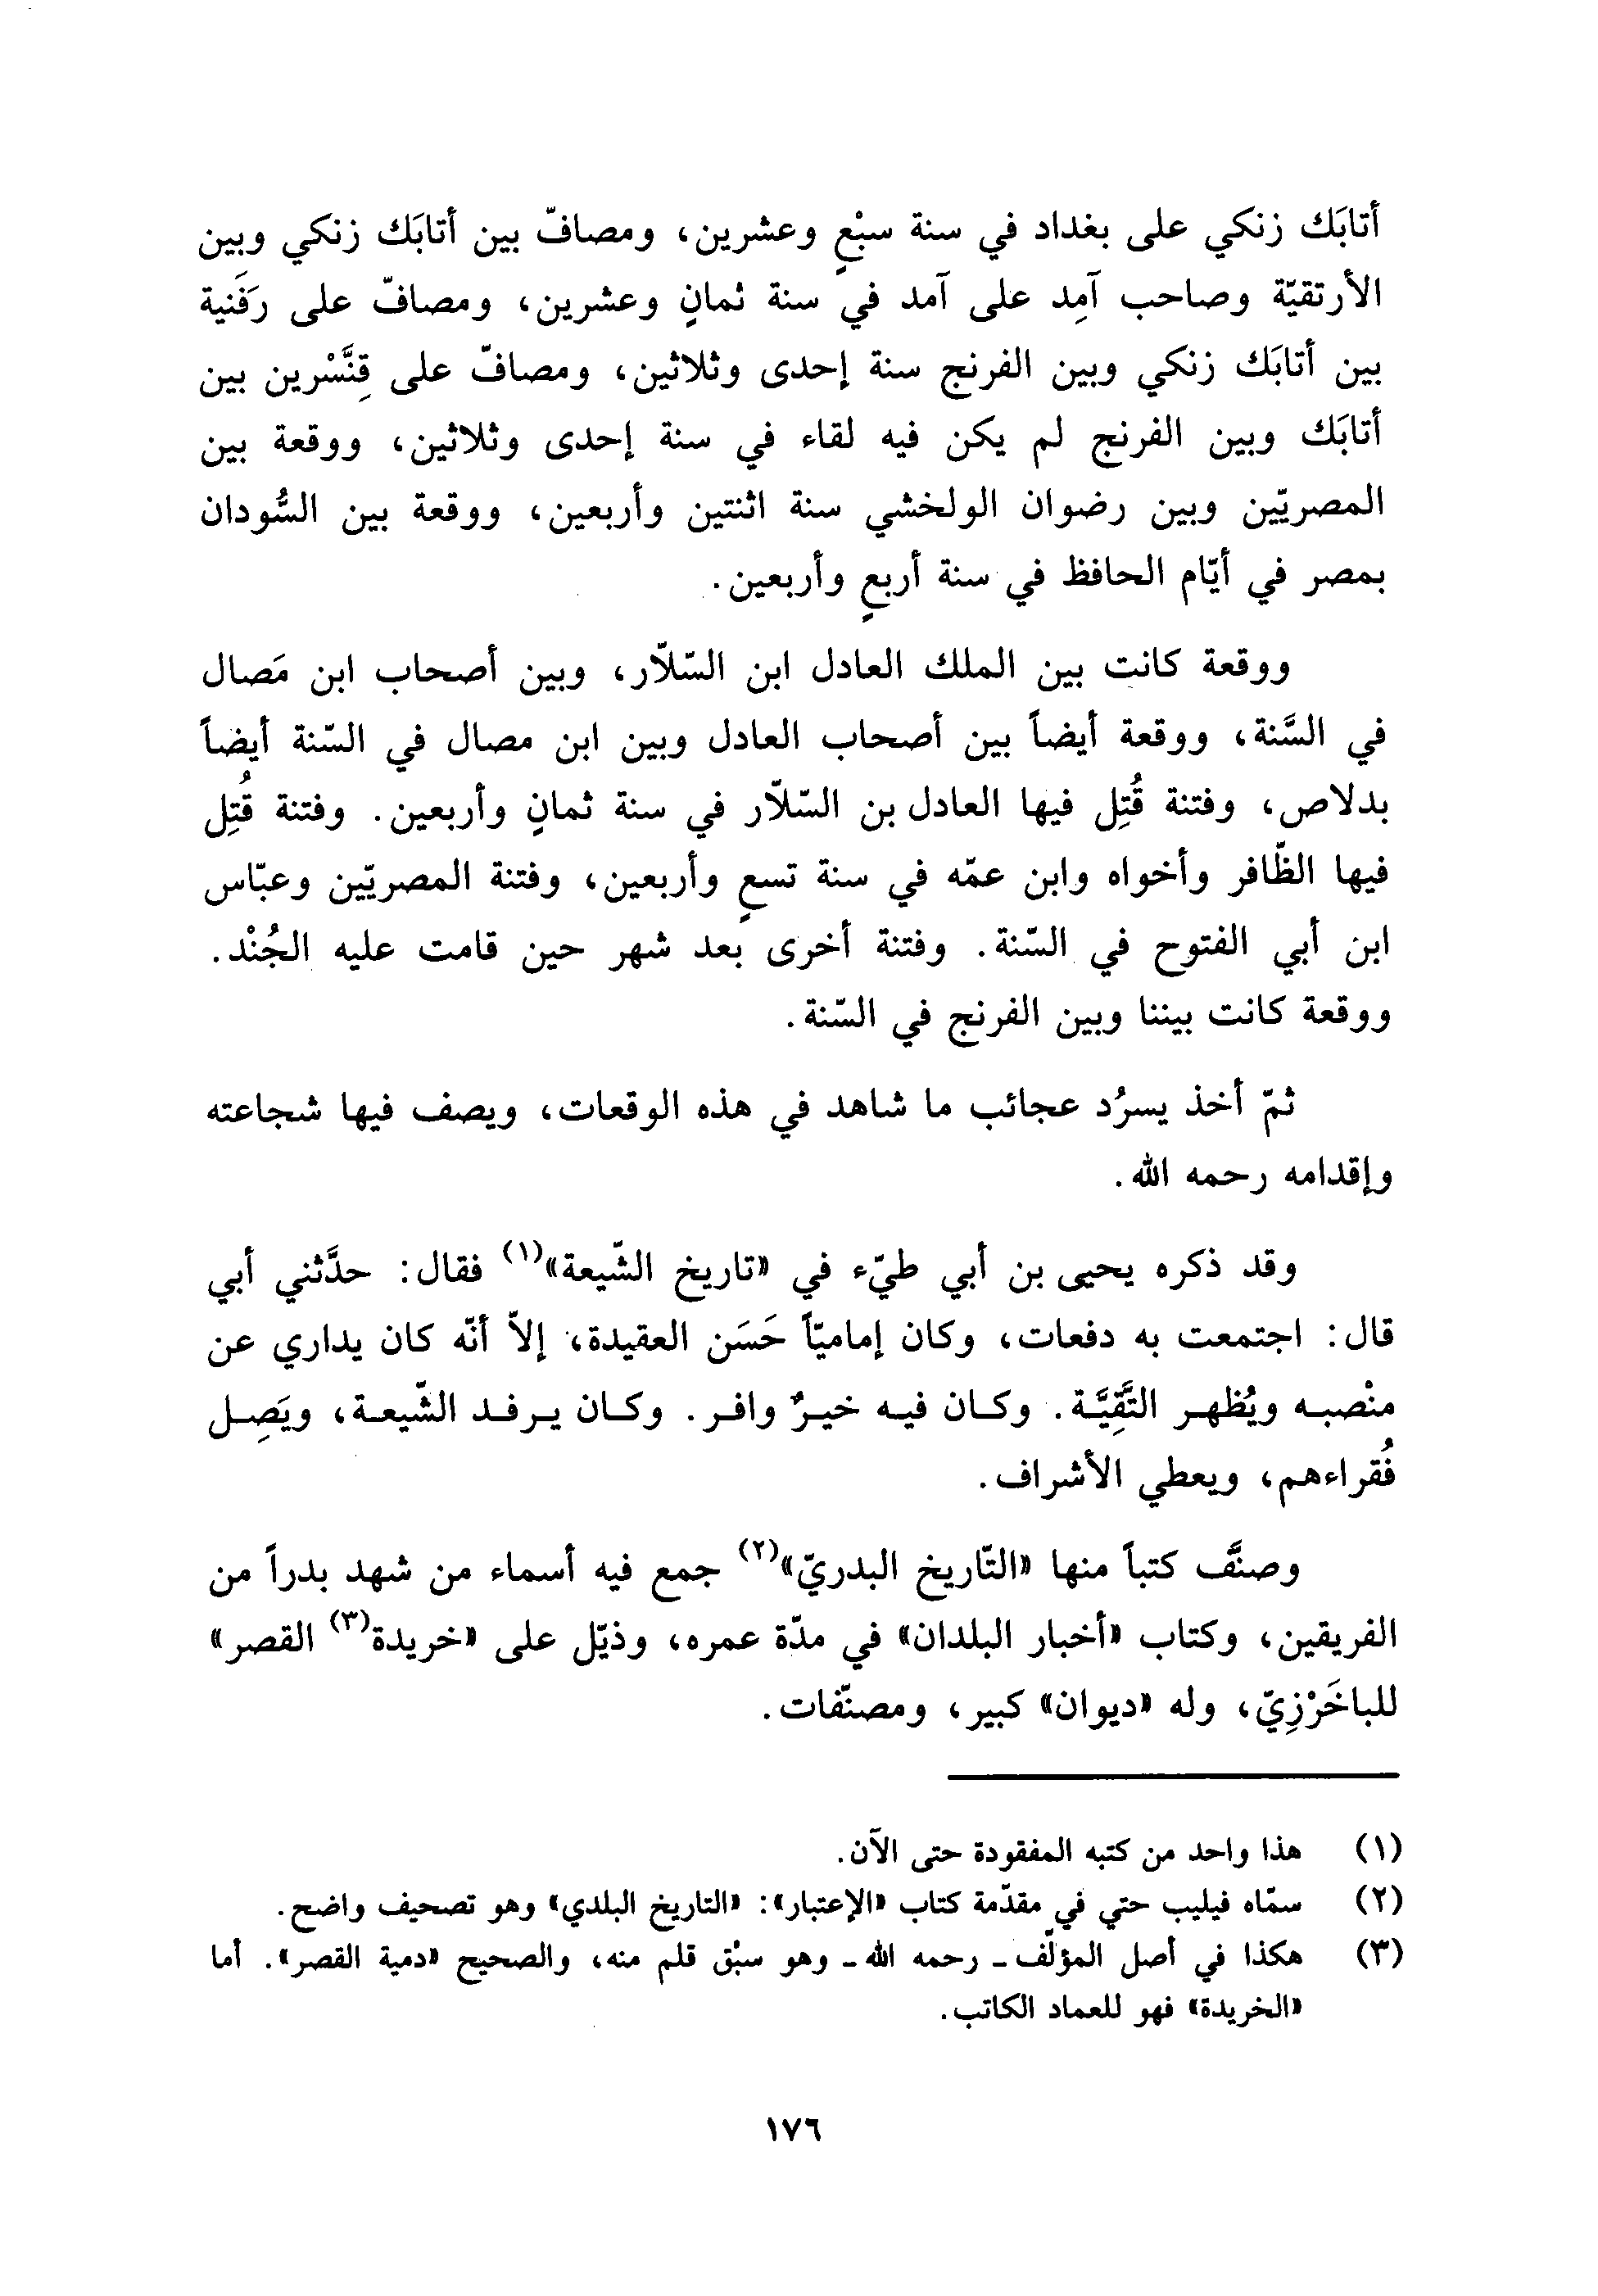 أتابَك زنكي على بغداد في سنة سبْعٍ وعشرين، ومصافّ بين أتابَك زنكي وبين
الأرتقيّة وصاحب آمِد على آمد في سنة ثمانٍ وعشرين، ومصافّ على رَفَنية
بين أتابَك زنكي وبين الفرنج سنة إحدى وثلاثين، ومصافّ على قِنَّسْرين بين
أتابَك وبين الفرنج لم يكن فيه لقاء في سنة إحدى وثلاثين، ووقعة بين
المصريّين وبين رضوان الولخشي سنة اثنتين وأربعين، ووقعة بين السُّودان
بمصر في أيّام الحافظ في سنة أربعٍ وأربعين.
ووقعة كانت بين الملك العادل ابن السّلاّر، وبين أصحاب ابن مَصال
في السَّنة، ووقعة أيضاً بين أصحاب العادل وبين ابن مصال في السّنة أيضاً
بدلاص، وفتنة قُتِل فيها العادل بن السّلاّر في سنة ثمانٍ وأربعين. وفتنة قُتِل
فيها الظّافر وأخواه وابن عمّه في سنة تسعٍ وأربعين، وفتنة المصريّين وعبّاس
ابن أبي الفتوح في السّنة. وفتنة أخرى بعد شهر حين قامت عليه الجُنْد.
ووقعة كانت بيننا وبين الفرنج في السّنة.
ثمّ أخذ يسرُد عجائب ما شاهد في هذه الوقعات، ويصف فيها شجاعته
وإقدامه رحمه الله.
وقد ذكره يحيى بن أبي طيّء في «تاريخ الشّيعة»(١) فقال: حدَّثني أبي
قال: اجتمعت به دفعات، وكان إماميّاً حَسَن العقيدة، إلاّ أنّه كان يداري عن
منْصبه ويُظهر التَّقِيَّة. وكان فيه خيرٌ وافر. وكان يرفد الشّيعة، ويَصِل
فُقراءهم، ويعطي الأشراف.
وصنَّف كتباً منها «التّاريخ البدريّ»(٢) جمع فيه أسماء من شهد بدراً من
الفريقين، وكتاب «أخبار البلدان» في مدّة عمره، وذيّل على «خريدة(٣) القصر»
للباخَرْزِيّ، وله «ديوان» كبير، ومصنّفات.
(١) هذا واحد من كتبه المفقودة حتى الآن.
(٢) سمّاه فيليب حتي في مقدّمة كتاب «الإعتبار»: «التاريخ البلدي» وهو تصحيف واضح.
(٣) هكذا في أصل المؤلّف ـ رحمه الله ـ وهو سبْق قلم منه، والصحيح «دمية القصر». أما
«الخريدة» فهو للعماد الكاتب.
١٧٦